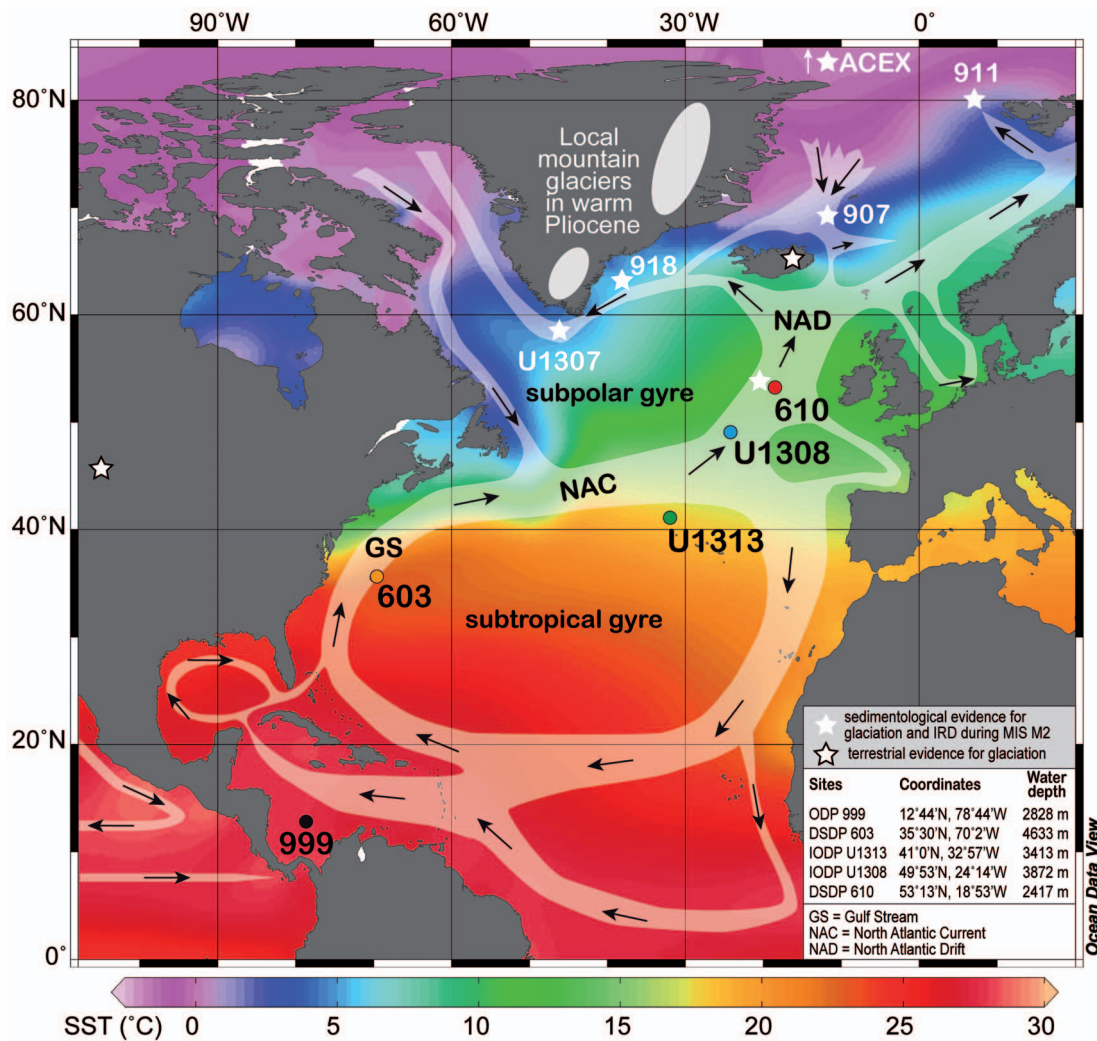 90°W 60°W 30°W 0°
↑★ACEX
911
80°N
Local
mountain
glaciers
in warm
Pliocene
907
918
60°N
NAD
U1307
subpolar gyre
610
U1308
NAC
40°N
U1313
GS
603
subtropical gyre
20°N
999
0°
sedimentological evidence for
glaciation and IRD during MIS M2
terrestrial evidence for glaciation
Sites Coordinates Water
depth
ODP 999 12°44'N, 78°44'W 2828 m
DSDP 603 35°30'N, 70°2'W 4633 m
IODP U1313 41°0'N, 32°57'W 3413 m
IODP U1308 49°53'N, 24°14'W 3872 m
DSDP 610 53°13'N, 18°53'W 2417 m
GS = Gulf Stream
NAC = North Atlantic Current
NAD = North Atlantic Drift
Ocean Data View
SST (°C) 0 5 10 15 20 25 30